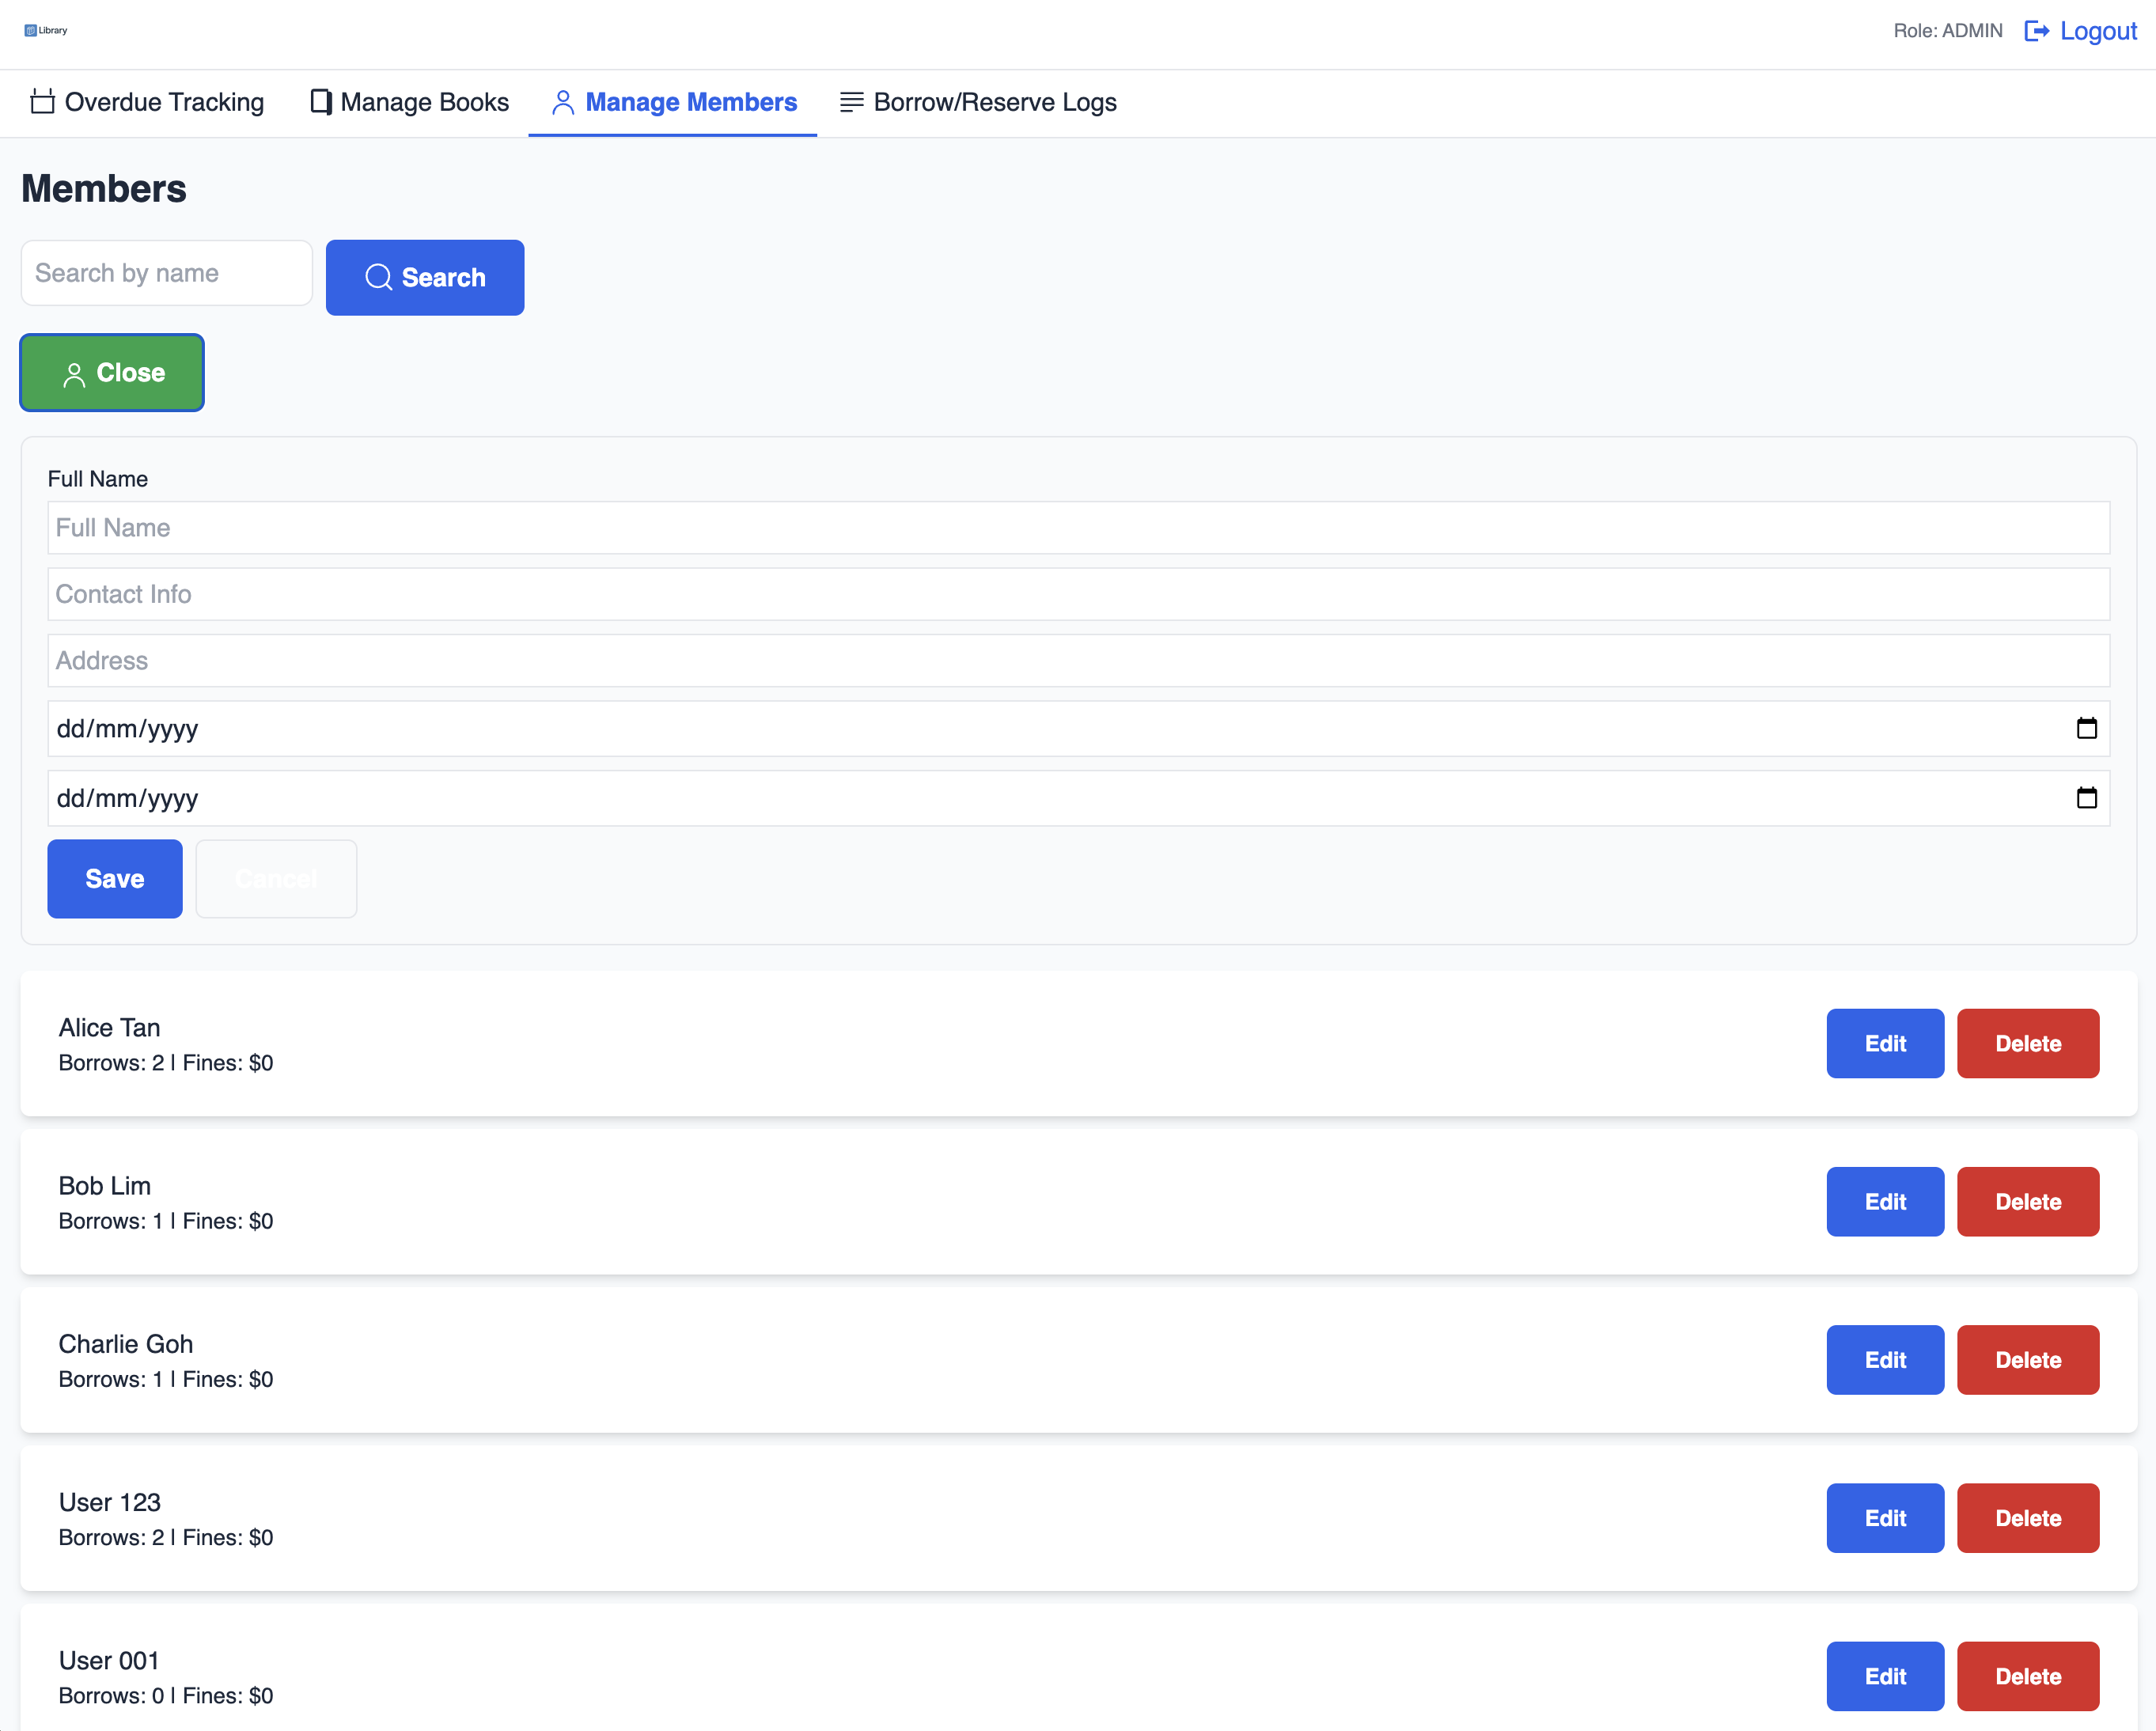 Library
Role: ADMIN
Logout
Overdue Tracking
Manage Books
Manage Members
Borrow/Reserve Logs
Members
Search by name
Search
Close
Full Name
Full Name
Contact Info
Address
dd/mm/yyyy
dd/mm/yyyy
Save
Cancel
Alice Tan
Borrows: 2 | Fines: $0
Edit
Delete
Bob Lim
Borrows: 1 | Fines: $0
Edit
Delete
Charlie Goh
Borrows: 1 | Fines: $0
Edit
Delete
User 123
Borrows: 2 | Fines: $0
Edit
Delete
User 001
Borrows: 0 | Fines: $0
Edit
Delete